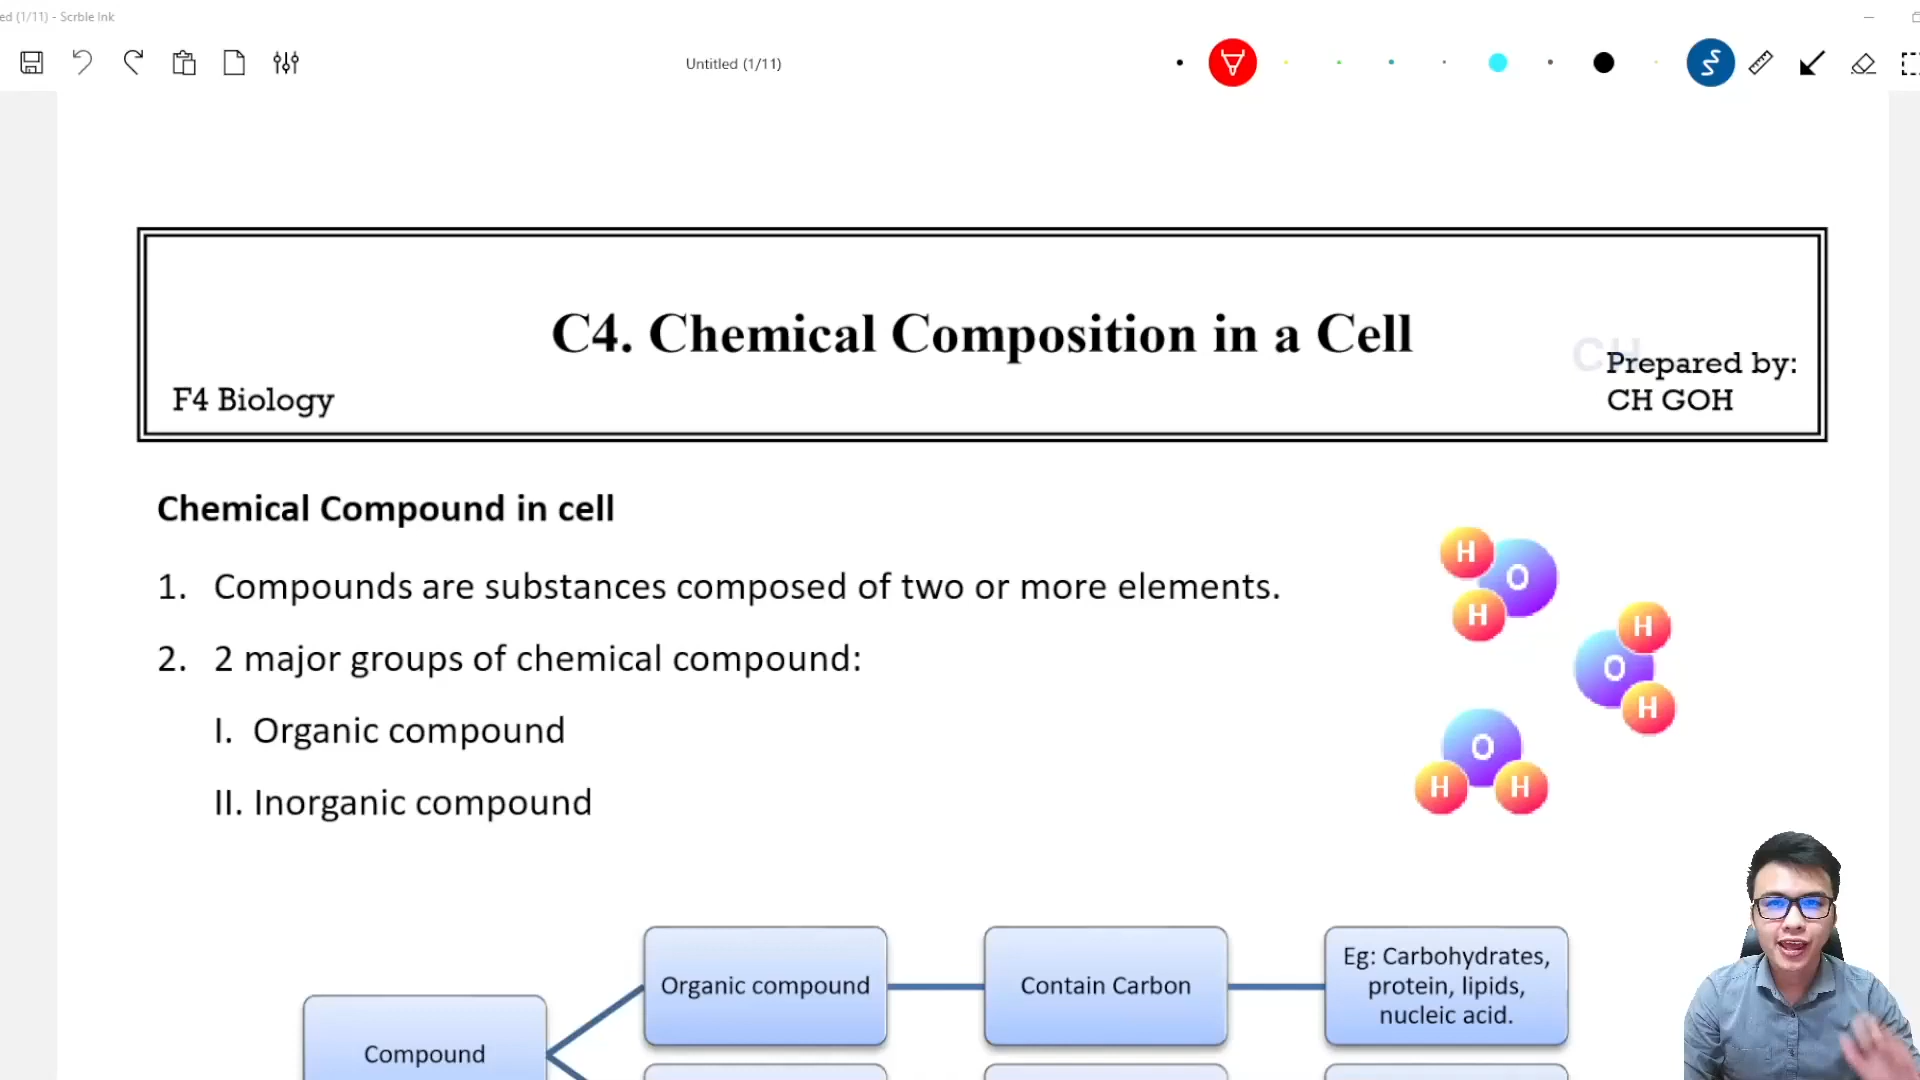 ed (1/11) - Scrble Ink
Untitled (1/11)
C4. Chemical Composition in a Cell
CH
Prepared by:
F4 Biology
CH GOH
Chemical Compound in cell
1. Compounds are substances composed of two or more elements.
2. 2 major groups of chemical compound:
I. Organic compound
II. Inorganic compound
H
O
H
H
O
H
O
H
H
Organic compound
Contain Carbon
Eg: Carbohydrates,
protein, lipids,
nucleic acid.
Compound